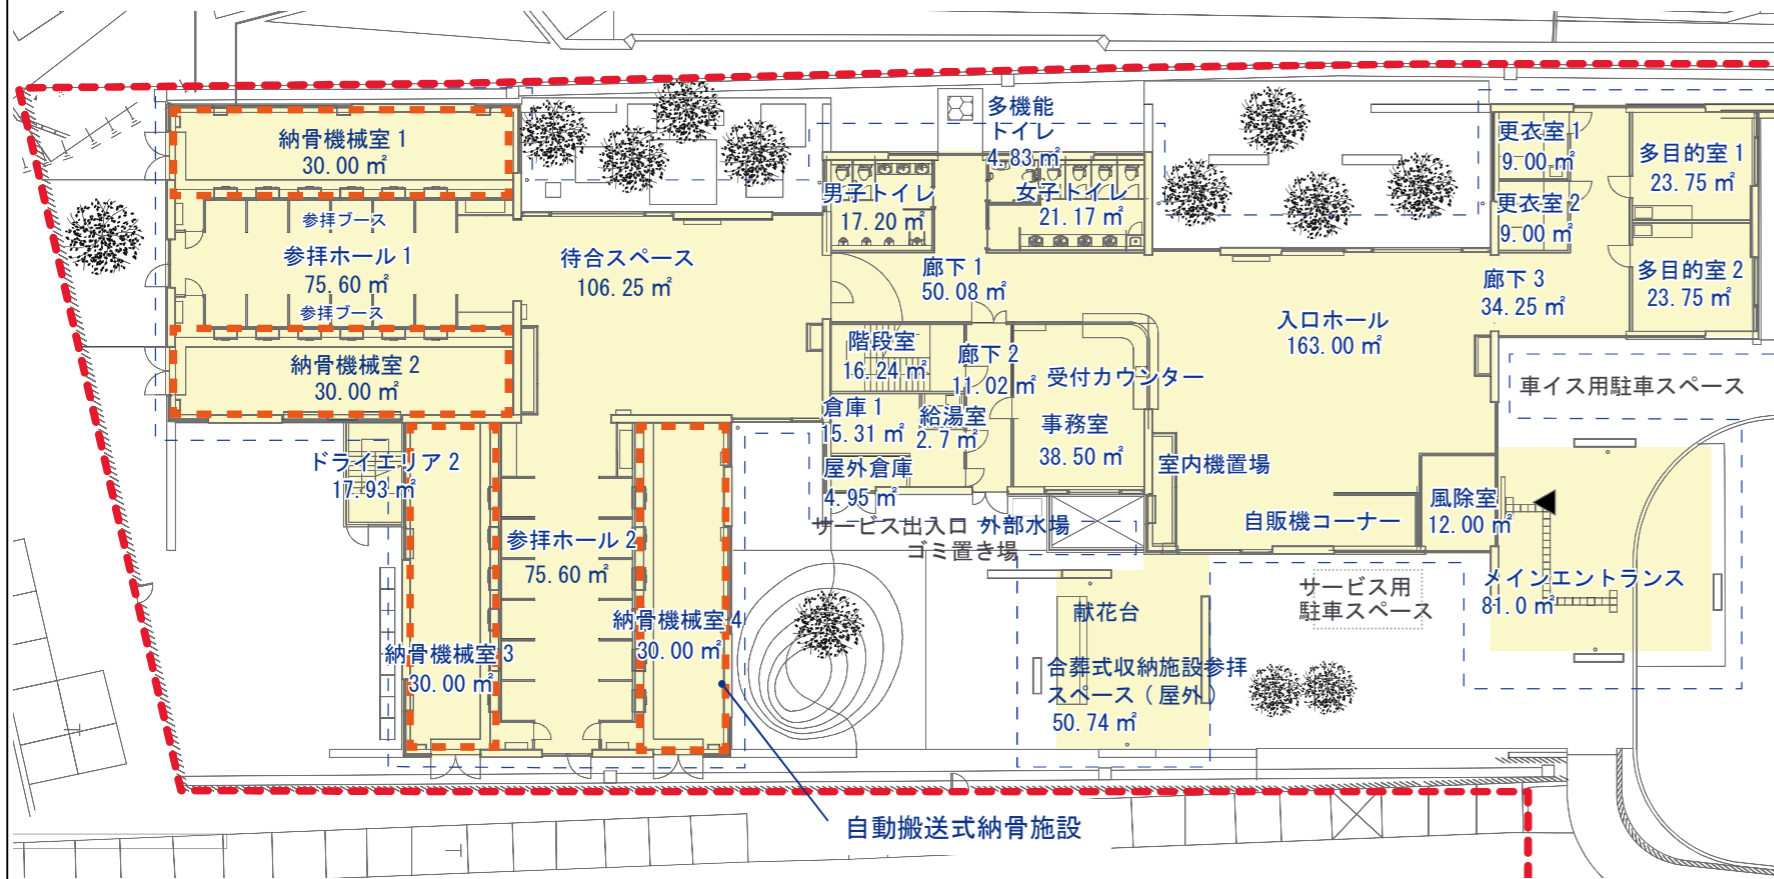 納骨機械室 1
30.00 ㎡
参拝ブース
参拝ホール 1
75.60 ㎡
参拝ブース
納骨機械室 2
30.00 ㎡
待合スペース
106.25 ㎡
多機能
トイレ
4.83 ㎡
男子トイレ
17.20 ㎡
女子トイレ
21.17 ㎡
更衣室 1
9.00 ㎡
更衣室 2
9.00 ㎡
多目的室 1
23.75 ㎡
多目的室 2
23.75 ㎡
廊下 1
50.08 ㎡
廊下 3
34.25 ㎡
入口ホール
163.00 ㎡
階段室
16.24 ㎡
廊下 2
11.02 ㎡
受付カウンター
事務室
38.50 ㎡
倉庫 1
15.31 ㎡
給湯室
2.7 ㎡
屋外倉庫
4.95 ㎡
室内機置場
車イス用駐車スペース
風除室
12.00 ㎡
自販機コーナー
サービス出入口
外部水場
ゴミ置き場
ドライエリア 2
17.93 ㎡
参拝ホール 2
75.60 ㎡
納骨機械室 3
30.00 ㎡
納骨機械室 4
30.00 ㎡
献花台
合葬式収納施設参拝
スペース（屋外）
50.74 ㎡
サービス用
駐車スペース
メインエントランス
81.0 ㎡
自動搬送式納骨施設